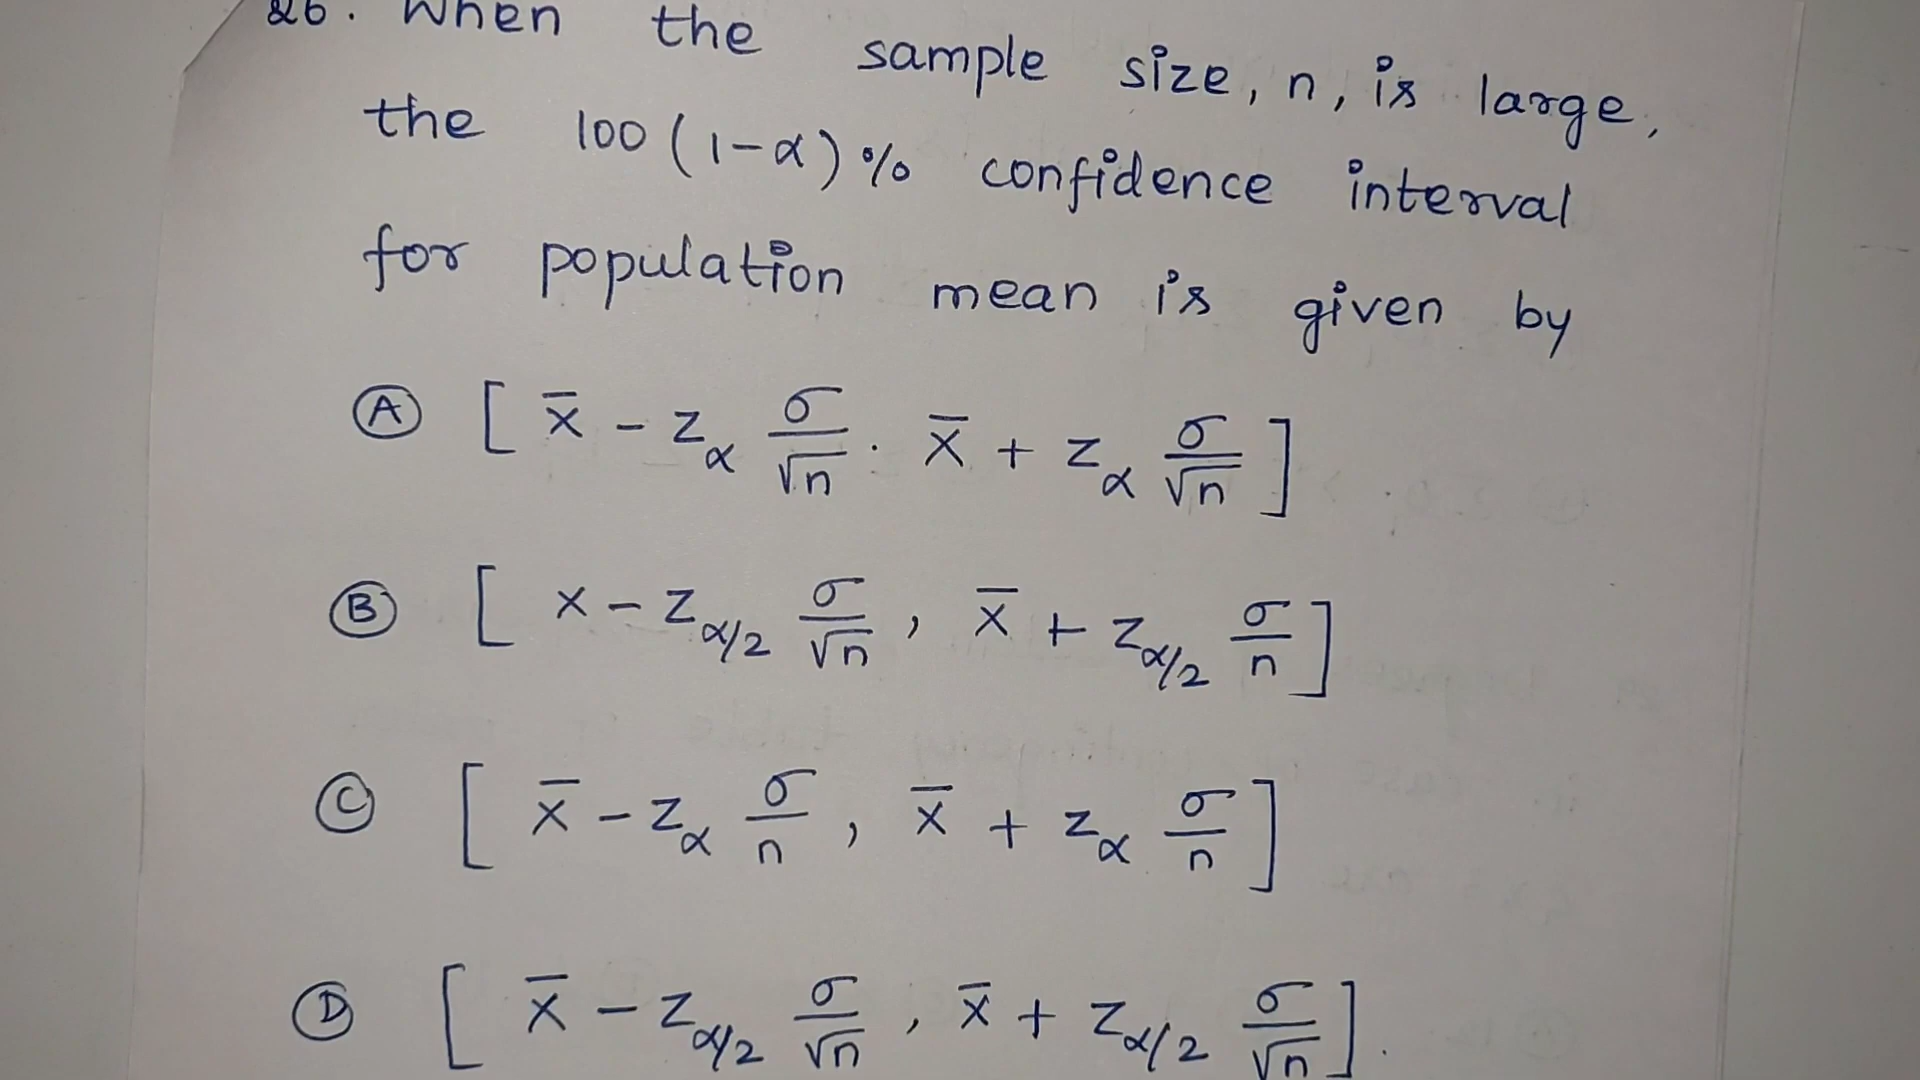 26. When the sample size, n, is large,
the 100 (1-α) % confidence interval
for population mean is given by
Ⓐ [ x̄ - z_α σ/√n . x̄ + z_α σ/√n ]
Ⓑ [ x - z_α/2 σ/√n , x̄ + z_α/2 σ/n ]
Ⓒ [ x̄ - z_α σ/n , x̄ + z_α σ/n ]
Ⓓ [ x̄ - z_α/2 σ/√n , x̄ + z_α/2 σ/√n ] .